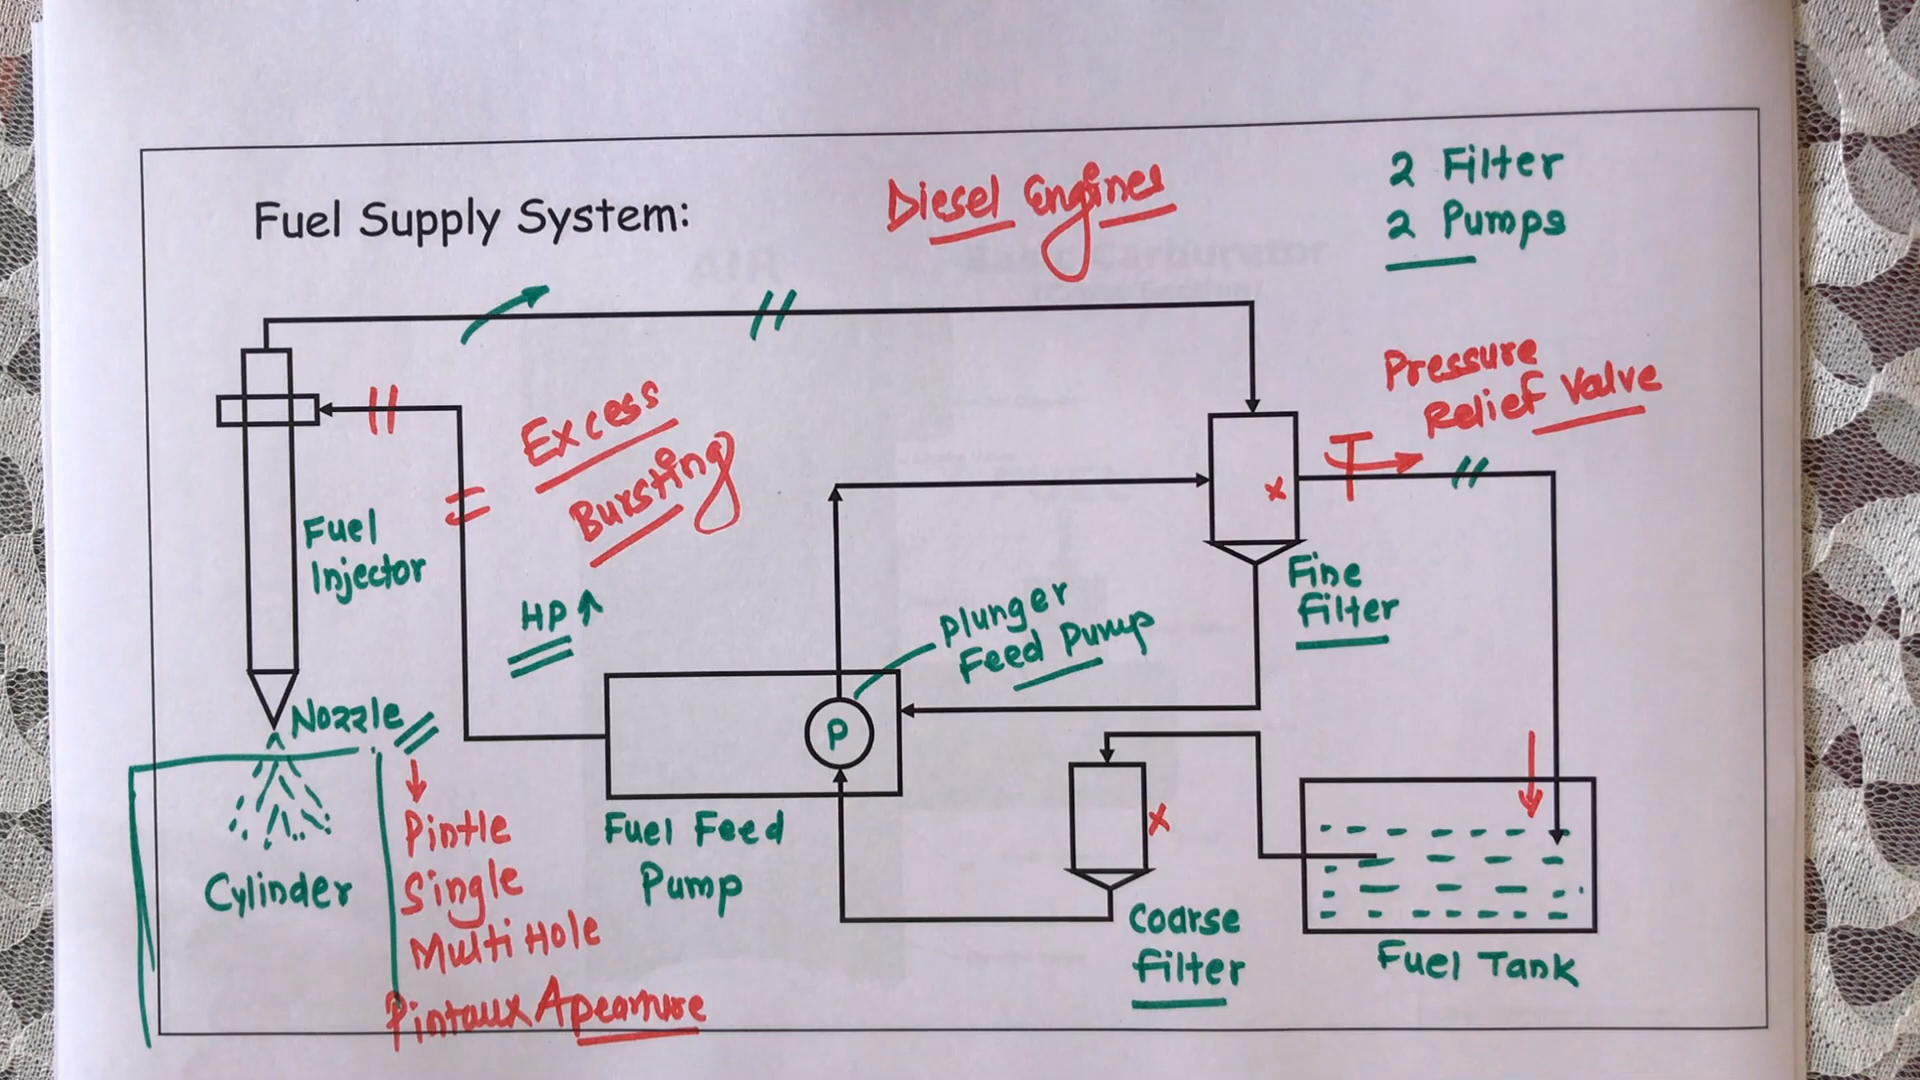 Fuel Supply System:
Diesel Engines
2 Filter
2 Pumps
Pressure
Relief Valve
Excess
Bursting
Fuel
Injector
HP
Plunger
Feed Pump
Fine
Filter
Nozzle
P
Pintle
Single
Multi Hole
Pintaux Apearture
Cylinder
Fuel Feed
Pump
Coarse
Filter
Fuel Tank